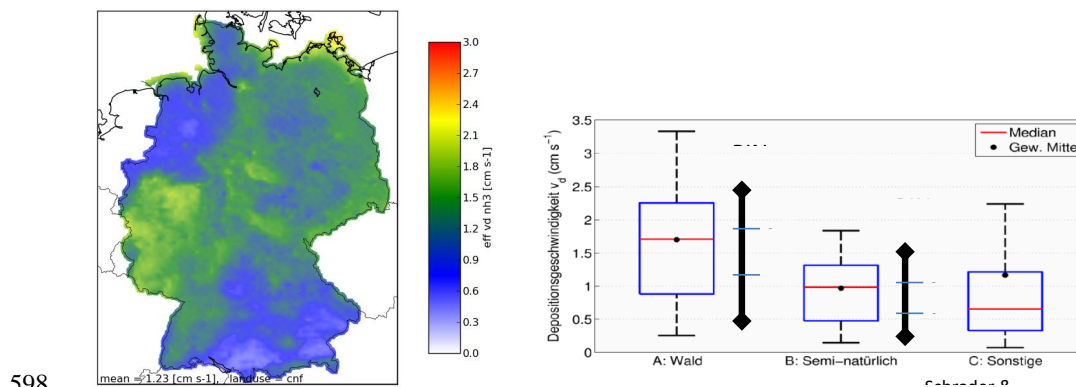 3.0
2.7
2.4
2.1
1.8
1.5
1.2
0.9
0.6
0.3
0.0
eff vd nh3 [cm s-1]
mean = 1.23 [cm s-1], landuse = cnf
Depositionsgeschwindigkeit v_d (cm s⁻¹)
3.5
3
2.5
2
1.5
1
0.5
0
Median
Gew. Mitte
A: Wald
B: Semi-natürlich
C: Sonstige
598